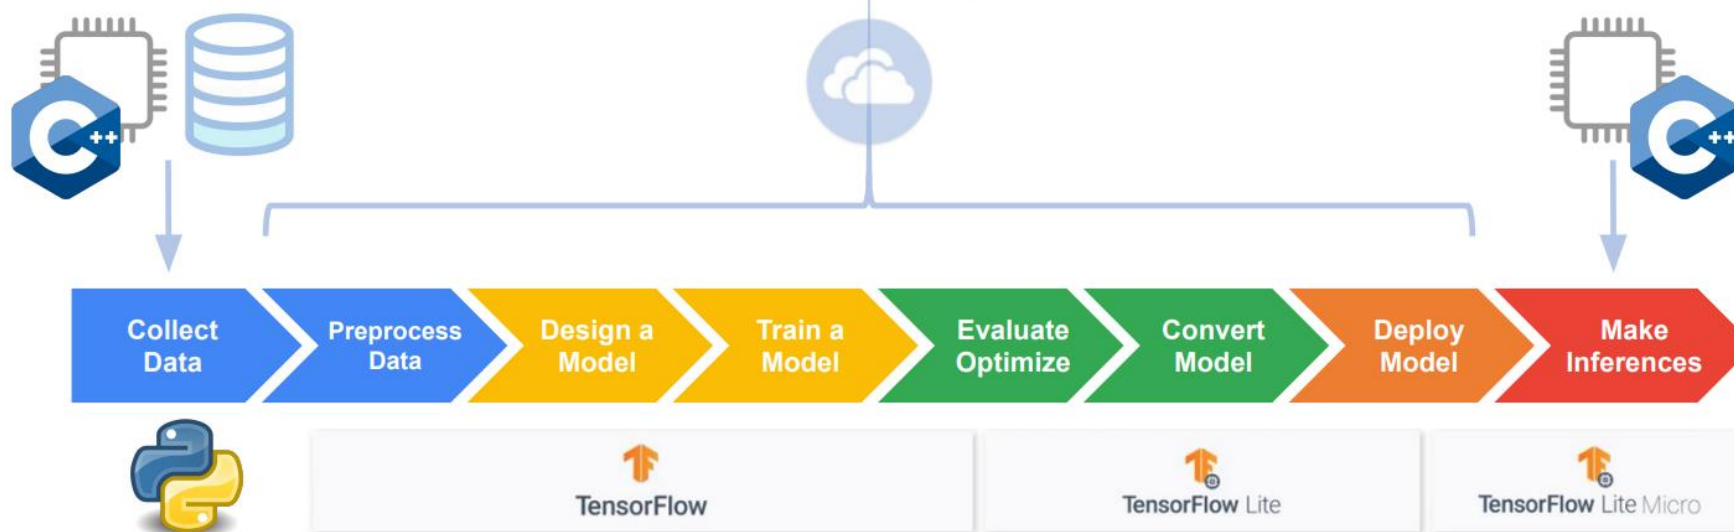 C++
C++
Collect
Data
Preprocess
Data
Design a
Model
Train a
Model
Evaluate
Optimize
Convert
Model
Deploy
Model
Make
Inferences
TensorFlow
TensorFlow Lite
TensorFlow Lite Micro